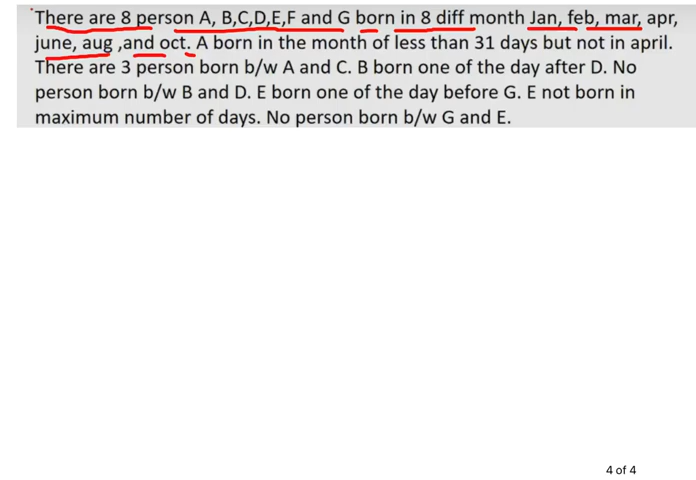 There are 8 person A, B,C,D,E,F and G born in 8 diff month Jan, feb, mar, apr,
june, aug ,and oct. A born in the month of less than 31 days but not in april.
There are 3 person born b/w A and C. B born one of the day after D. No
person born b/w B and D. E born one of the day before G. E not born in
maximum number of days. No person born b/w G and E.
4 of 4